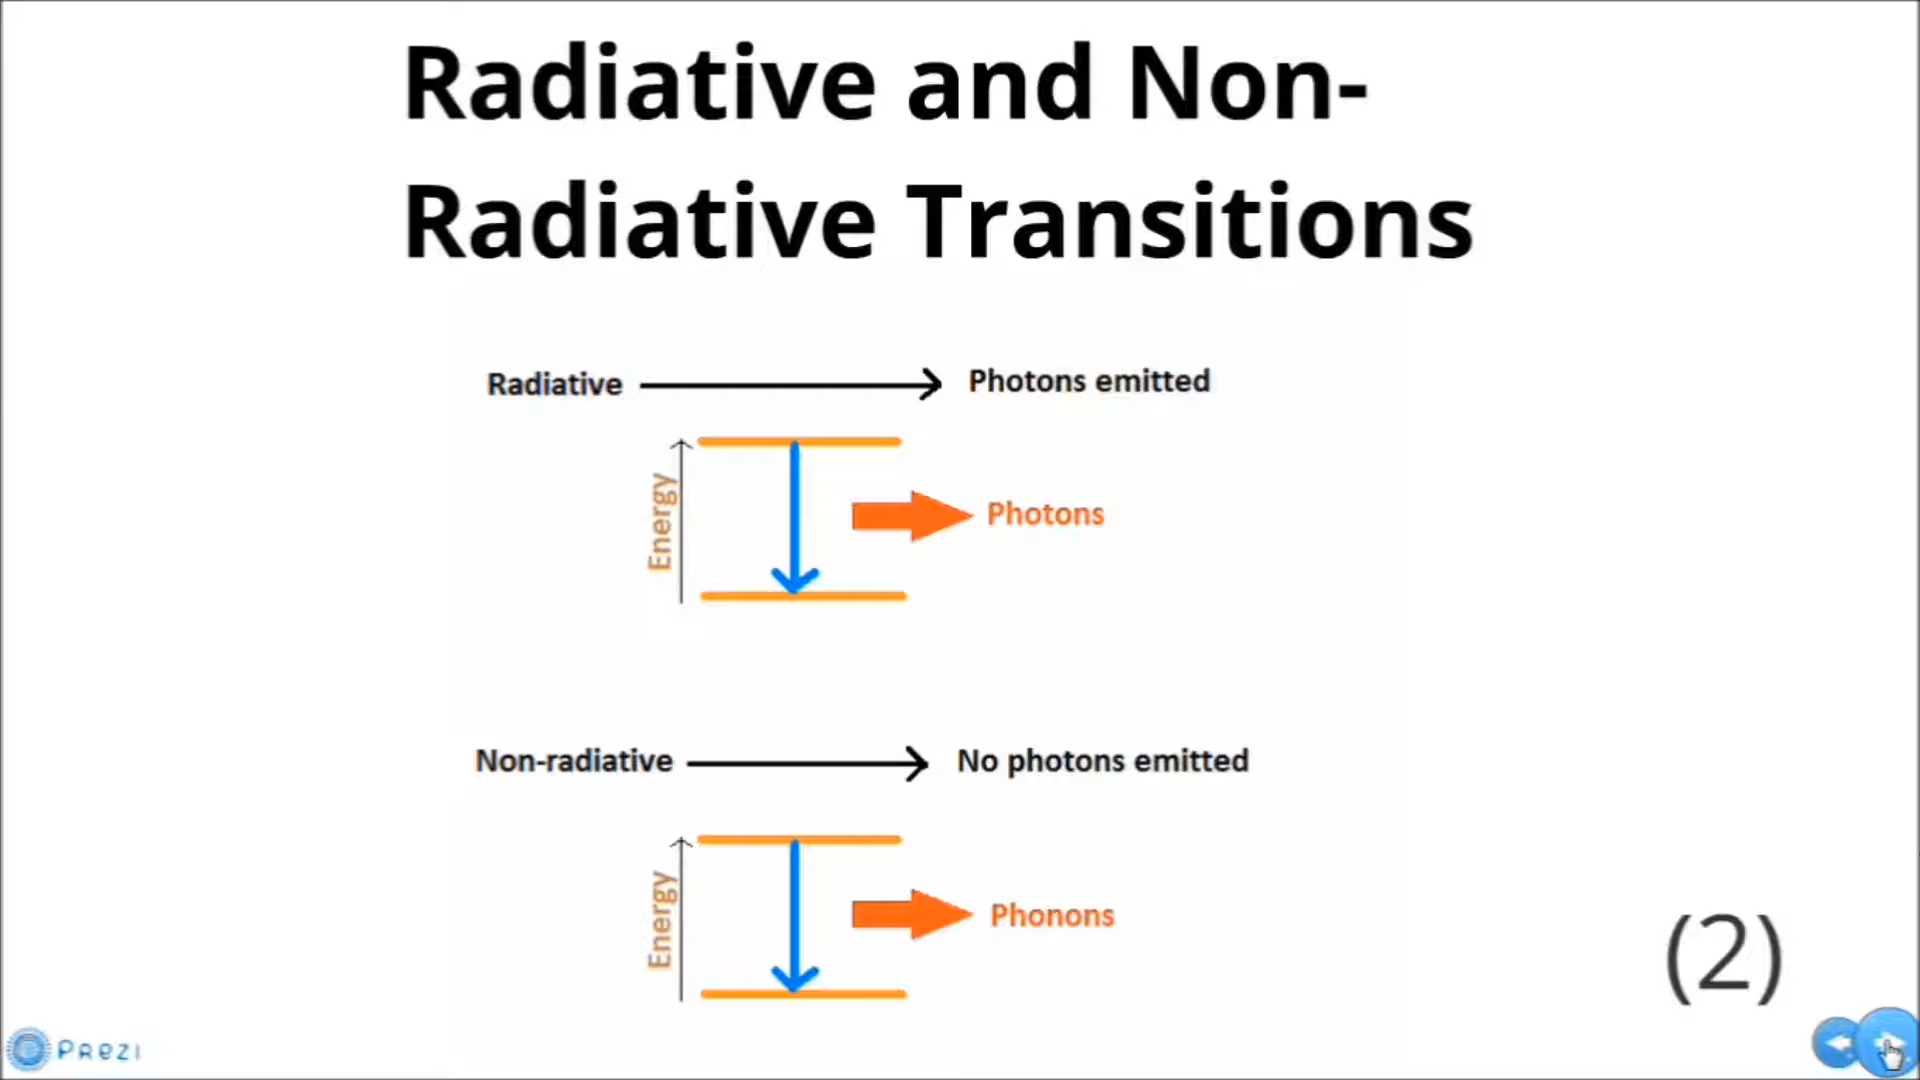 Radiative and Non-
Radiative Transitions
Radiative
Photons emitted
Energy
Photons
Non-radiative
No photons emitted
Energy
Phonons
(2)
PREZI